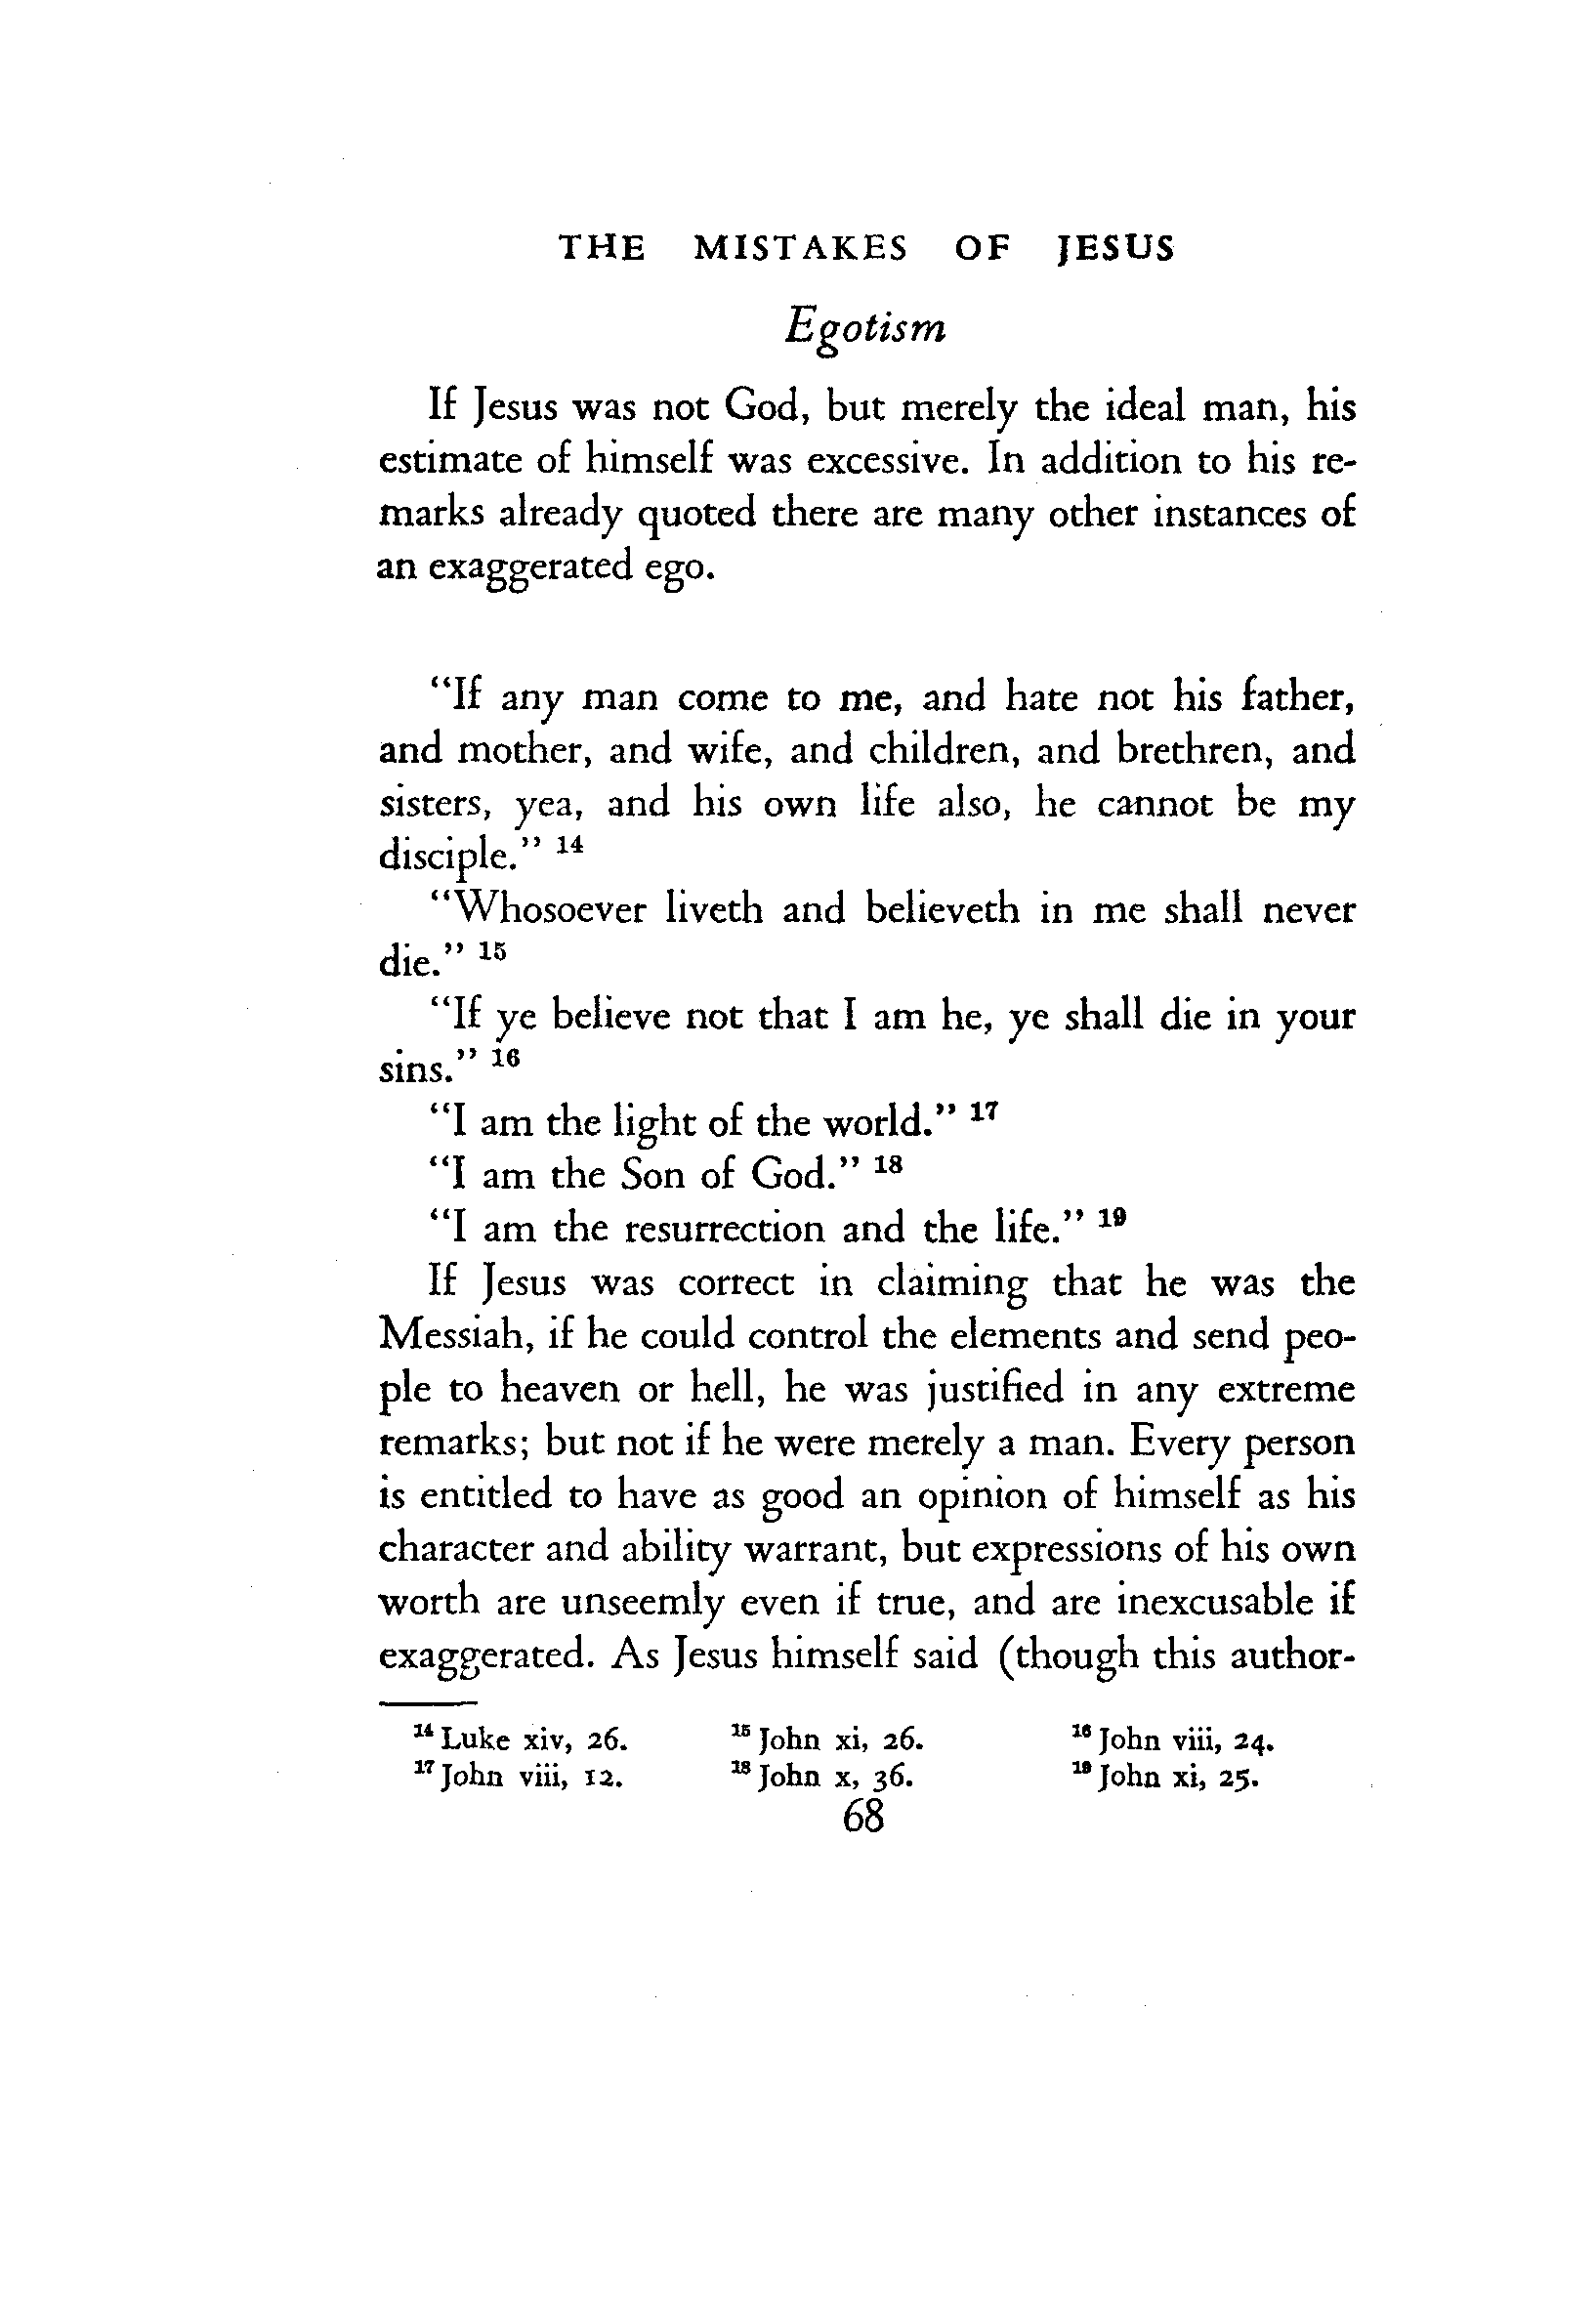 THE MISTAKES OF JESUS
Egotism
If Jesus was not God, but merely the ideal man, his
estimate of himself was excessive. In addition to his re-
marks already quoted there are many other instances of
an exaggerated ego.
"If any man come to me, and hate not his father,
and mother, and wife, and children, and brethren, and
sisters, yea, and his own life also, he cannot be my
disciple." 14
"Whosoever liveth and believeth in me shall never
die." 15
"If ye believe not that I am he, ye shall die in your
sins." 16
"I am the light of the world." 17
"I am the Son of God." 18
"I am the resurrection and the life." 19
If Jesus was correct in claiming that he was the
Messiah, if he could control the elements and send peo-
ple to heaven or hell, he was justified in any extreme
remarks; but not if he were merely a man. Every person
is entitled to have as good an opinion of himself as his
character and ability warrant, but expressions of his own
worth are unseemly even if true, and are inexcusable if
exaggerated. As Jesus himself said (though this author-
14 Luke xiv, 26. 15 John xi, 26. 16 John viii, 24.
17 John viii, 12. 18 John x, 36. 19 John xi, 25.
68